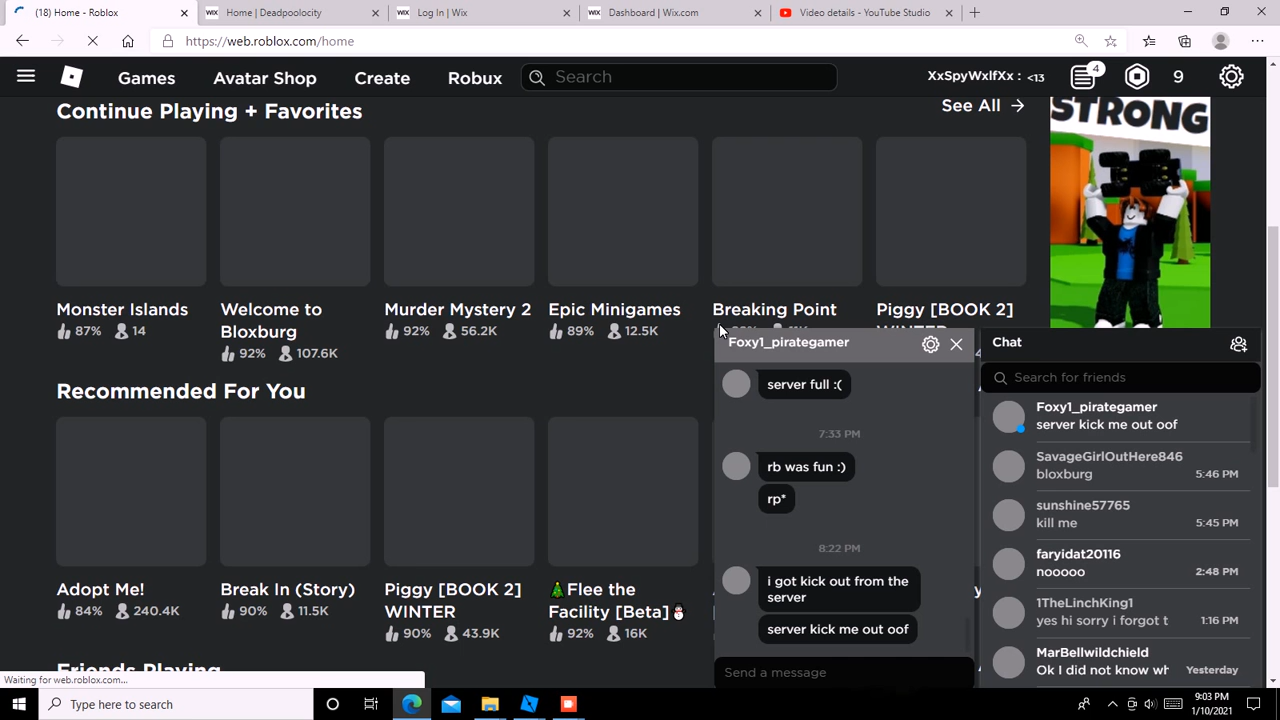 (18) Home - Roblox
WIX Home | Deadpoolocity
WIX Log In | Wix
WIX Dashboard | Wix.com
Video details - YouTube Studio
https://web.roblox.com/home
Games Avatar Shop Create Robux Search XxSpyWxlfXx : <13 4 9
Continue Playing + Favorites
See All →
STRONG
Monster Islands
87% 14
Welcome to
Bloxburg
92% 107.6K
Murder Mystery 2
92% 56.2K
Epic Minigames
89% 12.5K
Breaking Point
Piggy [BOOK 2]
WINTER
Recommended For You
Adopt Me!
84% 240.4K
Break In (Story)
90% 11.5K
Piggy [BOOK 2]
WINTER
90% 43.9K
🎄Flee the
Facility [Beta]⛄
92% 16K
Friends Playing
Foxy1_pirategamer
server full :(
7:33 PM
rb was fun :)
rp*
8:22 PM
i got kick out from the
server
server kick me out oof
Send a message
Chat
Search for friends
Foxy1_pirategamer
server kick me out oof
SavageGirlOutHere846
bloxburg 5:46 PM
sunshine57765
kill me 5:45 PM
faryidat20116
nooooo 2:48 PM
1TheLinchKing1
yes hi sorry i forgot t 1:16 PM
MarBellwildchield
Ok I did not know wh Yesterday
Waiting for web.roblox.com...
Type here to search
9:03 PM
1/10/2021